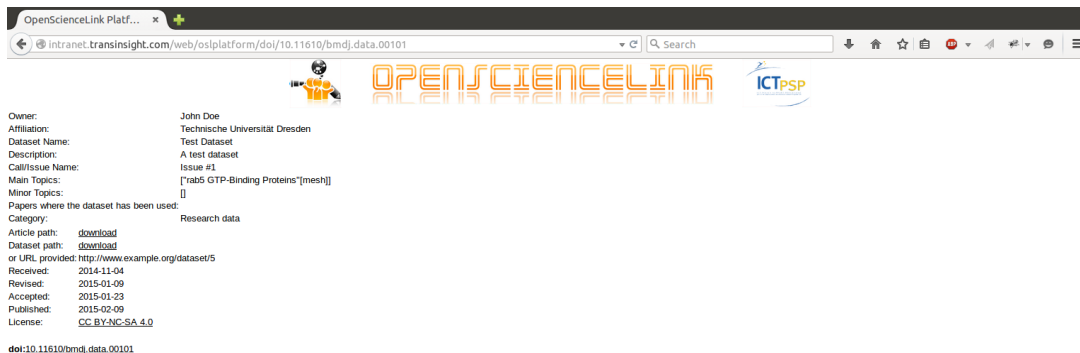 OpenScienceLink Platf...
intranet.transinsight.com/web/oslplatform/doi/10.11610/bmdj.data.00101
Search
ABP
OPENSCIENCELINK
ICTPSP
Owner: John Doe
Affiliation: Technische Universität Dresden
Dataset Name: Test Dataset
Description: A test dataset
Call/Issue Name: Issue #1
Main Topics: ["rab5 GTP-Binding Proteins"[mesh]]
Minor Topics: []
Papers where the dataset has been used:
Category: Research data
Article path: download
Dataset path: download
or URL provided: http://www.example.org/dataset/5
Received: 2014-11-04
Revised: 2015-01-09
Accepted: 2015-01-23
Published: 2015-02-09
License: CC BY-NC-SA 4.0
doi:10.11610/bmdj.data.00101